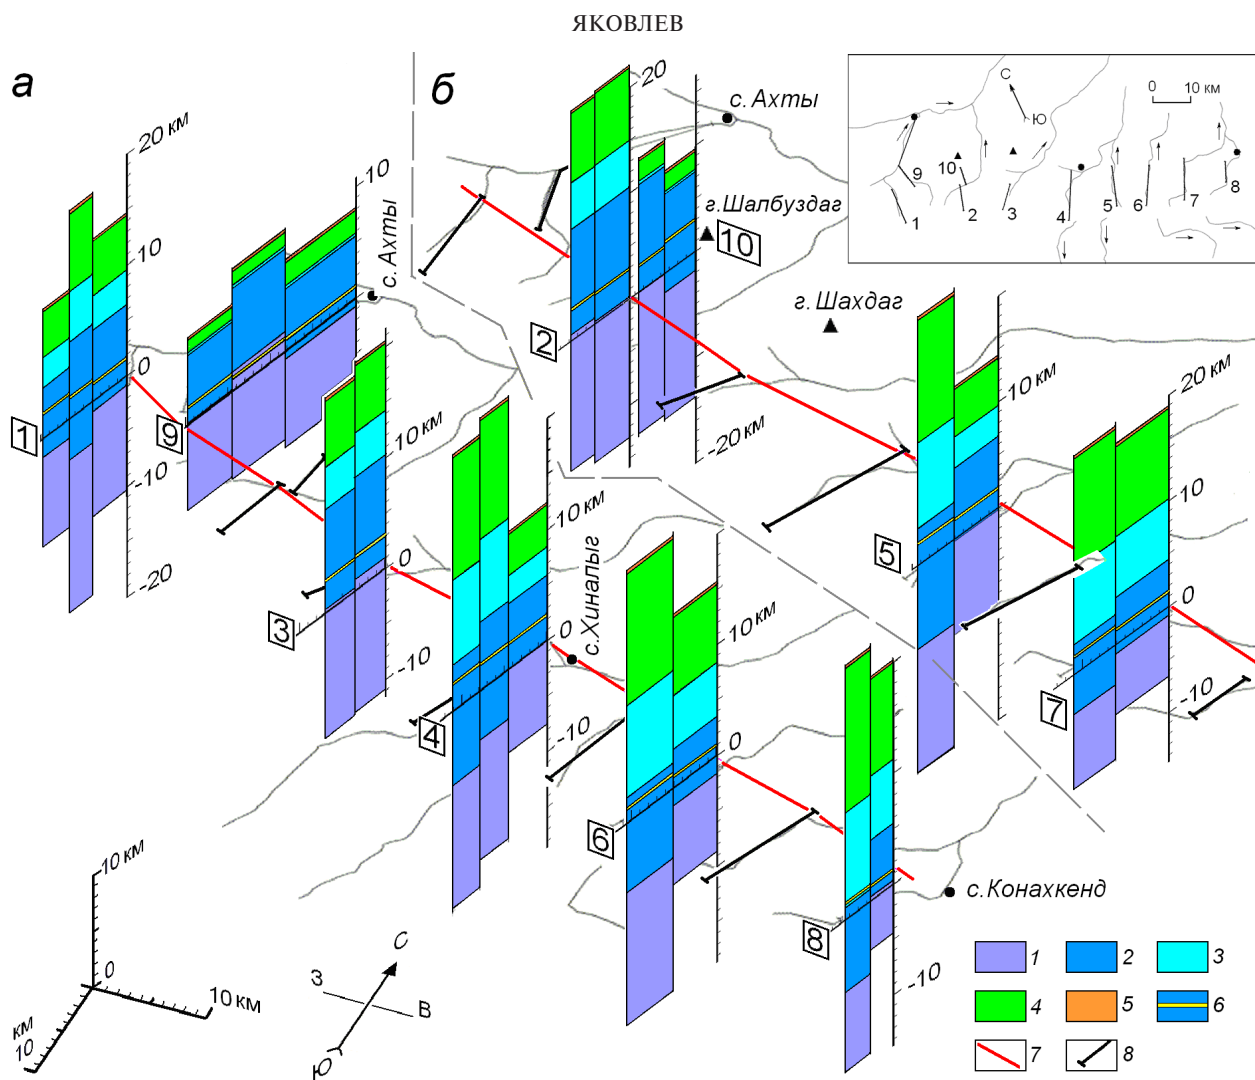 ЯКОВЛЕВ
а
20 км
10
0
-10
-20
1
10
с. Ахты
9
10 км
0
-10
3
10 км
0
-10
4
с.Хиналыг
10 км
0
6
-10
8
с. Конахкенд
б
20
с. Ахты
г.Шалбуздаг
10
2
-20 км
г. Шахдаг
10 км
5
20 км
10
0
-10
7
С
Ю
0 10 км
9
10
1
2
3
4
5
6
7
8
10 км
0
10 км
10
км
С
З
В
Ю
1
2
3
4
5
6
7
8